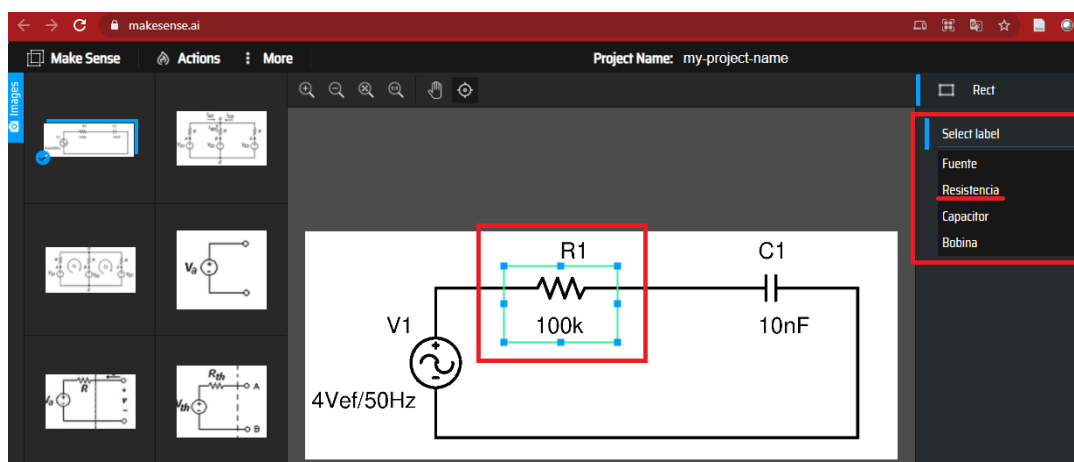 makesense.ai
Make Sense Actions More Project Name: my-project-name
Images
Rect
Select label
Fuente
Resistencia
Capacitor
Bobina
R1 C1
100k 10nF
V1
4Vef/50Hz
Va
R
Rth
A
Vth
B